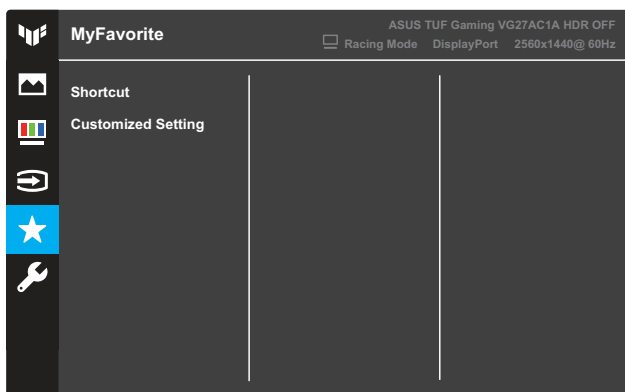 MyFavorite
ASUS TUF Gaming VG27AC1A HDR OFF
Racing Mode DisplayPort 2560x1440@ 60Hz
Shortcut
Customized Setting